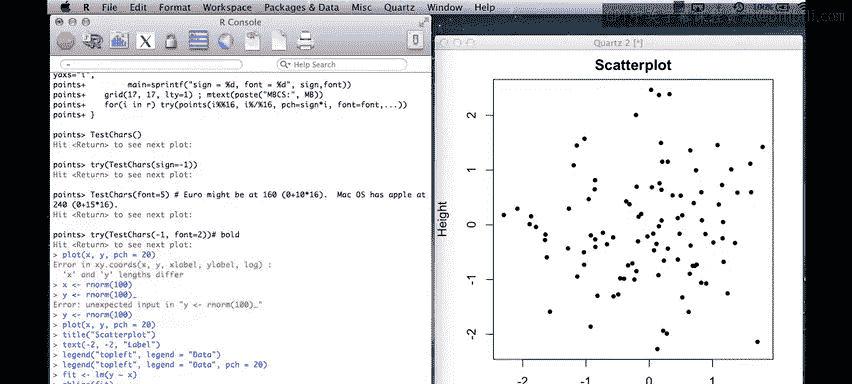 R File Edit Format Workspace Packages & Data Misc Quartz Window Help
R Console
~
Help Search
yaxs="i",
points+ main=sprintf("sign = %d, font = %d", sign,font))
points+ grid(17, 17, lty=1) ; mtext(paste("MBCS:", MB))
points+ for(i in r) try(points(i%%16, i%/%16, pch=sign*i, font=font,...))
points+ }
points> TestChars()
Hit <Return> to see next plot:
points> try(TestChars(sign=-1))
Hit <Return> to see next plot:
points> TestChars(font=5) # Euro might be at 160 (0+10*16). Mac OS has apple at
240 (0+15*16).
Hit <Return> to see next plot:
points> try(TestChars(-1, font=2))# bold
Hit <Return> to see next plot:
> plot(x, y, pch = 20)
Error in xy.coords(x, y, xlabel, ylabel, log) :
'x' and 'y' lengths differ
> x <- rnorm(100)
> y <- rnorm(100)_
Error: unexpected input in "y <- rnorm(100)_"
> y <- rnorm(100)
> plot(x, y, pch = 20)
> title("Scatterplot")
> text(-2, -2, "Label")
> legend("topleft", legend = "Data")
> legend("topleft", legend = "Data", pch = 20)
> fit <- lm(y ~ x)
> abline(fit)
Quartz 2 [*]
Scatterplot
Height
2
1
0
-1
-2
-2
-1
0
1